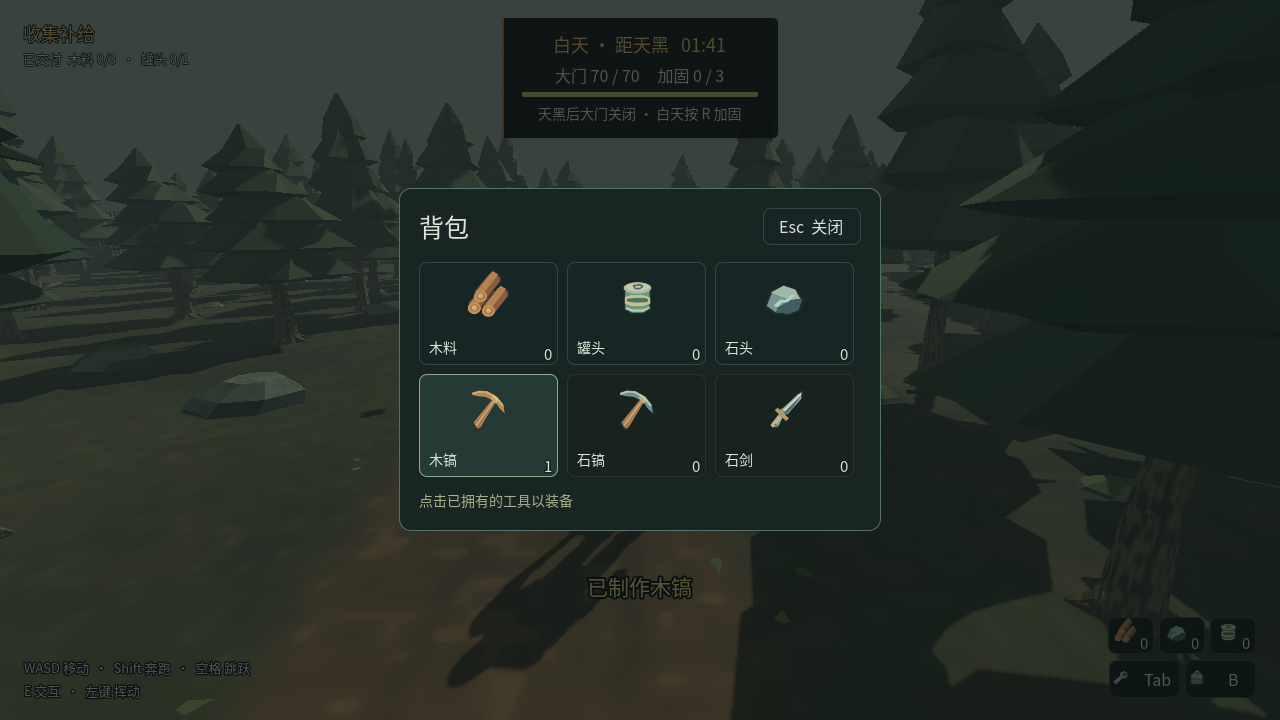 收集补给
已交付 木料 0/3 · 罐头 0/1
白天 · 距天黑 01:41
大门 70 / 70 加固 0 / 3
天黑后大门关闭 · 白天按 R 加固
背包
Esc 关闭
木料 0
罐头 0
石头 0
木镐 1
石镐 0
石剑 0
点击已拥有的工具以装备
已制作木镐
WASD 移动 · Shift 奔跑 · 空格 跳跃
E 交互 · 左键 挥动
0 0 0
Tab B